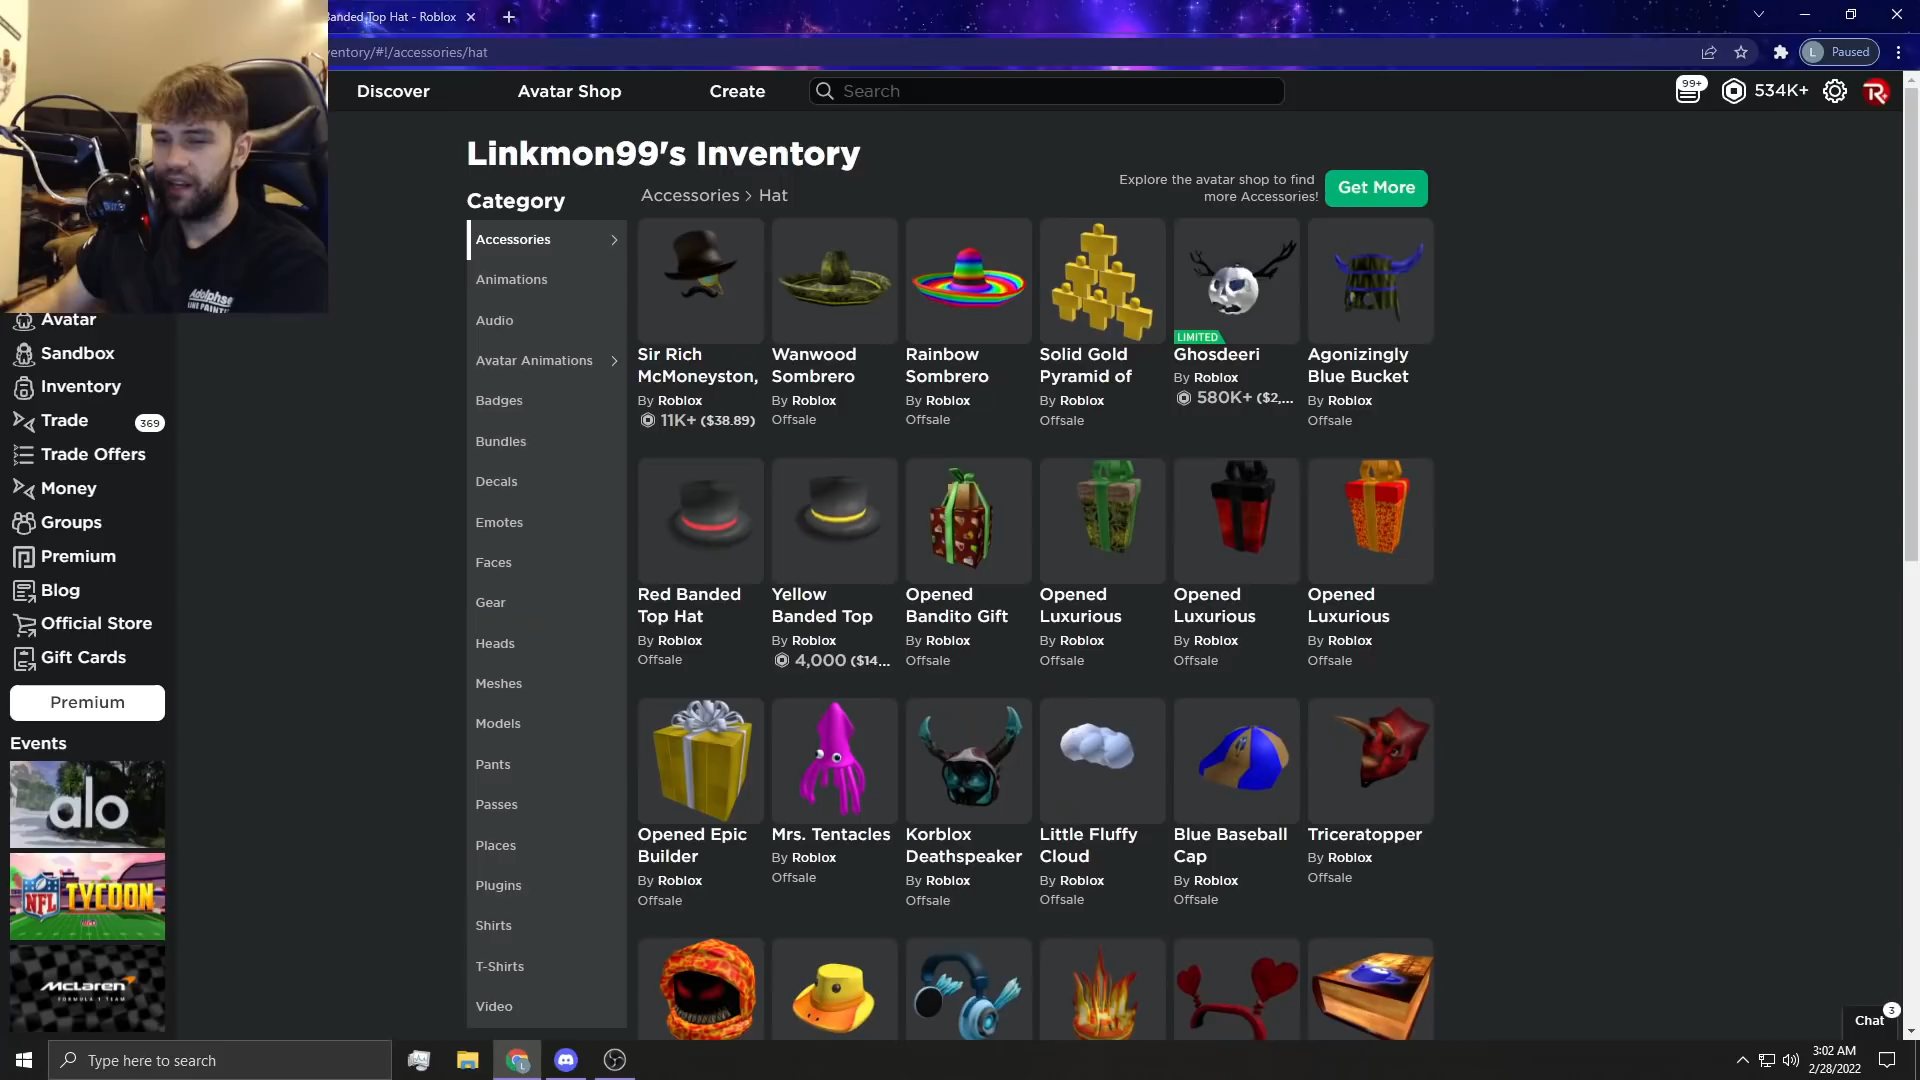 Banded Top Hat - Roblox
ventory/#!/accessories/hat
L Paused
Discover
Avatar Shop
Create
Search
99+
534K+
Linkmon99's Inventory
Category
Accessories > Hat
Explore the avatar shop to find
more Accessories!
Get More
Accessories
Animations
Audio
Avatar Animations
Badges
Bundles
Decals
Emotes
Faces
Gear
Heads
Meshes
Models
Pants
Passes
Places
Plugins
Shirts
T-Shirts
Video
Avatar
Sandbox
Inventory
Trade 369
Trade Offers
Money
Groups
Premium
Blog
Official Store
Gift Cards
Premium
Events
alo
NFL TYCOON
McLaren
FORMULA 1 TEAM
Sir Rich
McMoneyston,
By Roblox
11K+ ($38.89)
Wanwood
Sombrero
By Roblox
Offsale
Rainbow
Sombrero
By Roblox
Offsale
Solid Gold
Pyramid of
By Roblox
Offsale
LIMITED
Ghosdeeri
By Roblox
580K+ ($2,...
Agonizingly
Blue Bucket
By Roblox
Offsale
Red Banded
Top Hat
By Roblox
Offsale
Yellow
Banded Top
By Roblox
4,000 ($14...
Opened
Bandito Gift
By Roblox
Offsale
Opened
Luxurious
By Roblox
Offsale
Opened
Luxurious
By Roblox
Offsale
Opened
Luxurious
By Roblox
Offsale
Opened Epic
Builder
By Roblox
Offsale
Mrs. Tentacles
By Roblox
Offsale
Korblox
Deathspeaker
By Roblox
Offsale
Little Fluffy
Cloud
By Roblox
Offsale
Blue Baseball
Cap
By Roblox
Offsale
Triceratopper
By Roblox
Offsale
Chat 3
Type here to search
3:02 AM
2/28/2022